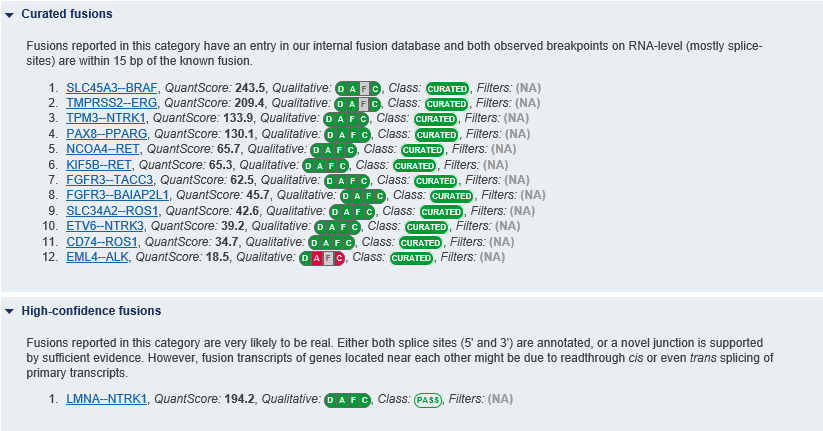 Curated fusions
Fusions reported in this category have an entry in our internal fusion database and both observed breakpoints on RNA-level (mostly splice-
sites) are within 15 bp of the known fusion.
1. SLC45A3--BRAF, QuantScore: 243.5, Qualitative: D A F C, Class: CURATED, Filters: (NA)
2. TMPRSS2--ERG, QuantScore: 209.4, Qualitative: D A F C, Class: CURATED, Filters: (NA)
3. TPM3--NTRK1, QuantScore: 133.9, Qualitative: D A F C, Class: CURATED, Filters: (NA)
4. PAX8--PPARG, QuantScore: 130.1, Qualitative: D A F C, Class: CURATED, Filters: (NA)
5. NCOA4--RET, QuantScore: 65.7, Qualitative: D A F C, Class: CURATED, Filters: (NA)
6. KIF5B--RET, QuantScore: 65.3, Qualitative: D A F C, Class: CURATED, Filters: (NA)
7. FGFR3--TACC3, QuantScore: 62.5, Qualitative: D A F C, Class: CURATED, Filters: (NA)
8. FGFR3--BAIAP2L1, QuantScore: 45.7, Qualitative: D A F C, Class: CURATED, Filters: (NA)
9. SLC34A2--ROS1, QuantScore: 42.6, Qualitative: D A F C, Class: CURATED, Filters: (NA)
10. ETV6--NTRK3, QuantScore: 39.2, Qualitative: D A F C, Class: CURATED, Filters: (NA)
11. CD74--ROS1, QuantScore: 34.7, Qualitative: D A F C, Class: CURATED, Filters: (NA)
12. EML4--ALK, QuantScore: 18.5, Qualitative: D A F C, Class: CURATED, Filters: (NA)
High-confidence fusions
Fusions reported in this category are very likely to be real. Either both splice sites (5' and 3') are annotated, or a novel junction is supported
by sufficient evidence. However, fusion transcripts of genes located near each other might be due to readthrough cis or even trans splicing of
primary transcripts.
1. LMNA--NTRK1, QuantScore: 194.2, Qualitative: D A F C, Class: PASS, Filters: (NA)